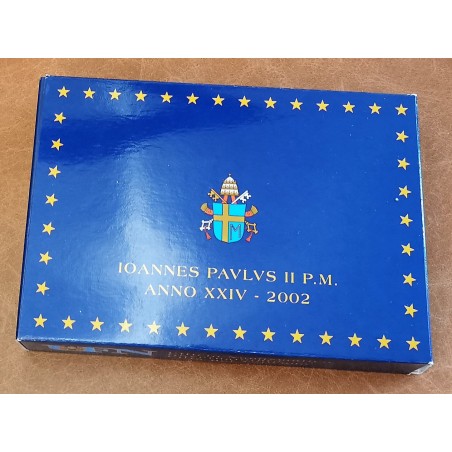 IOANNES PAVLVS II P.M.
ANNO XXIV - 2002
M